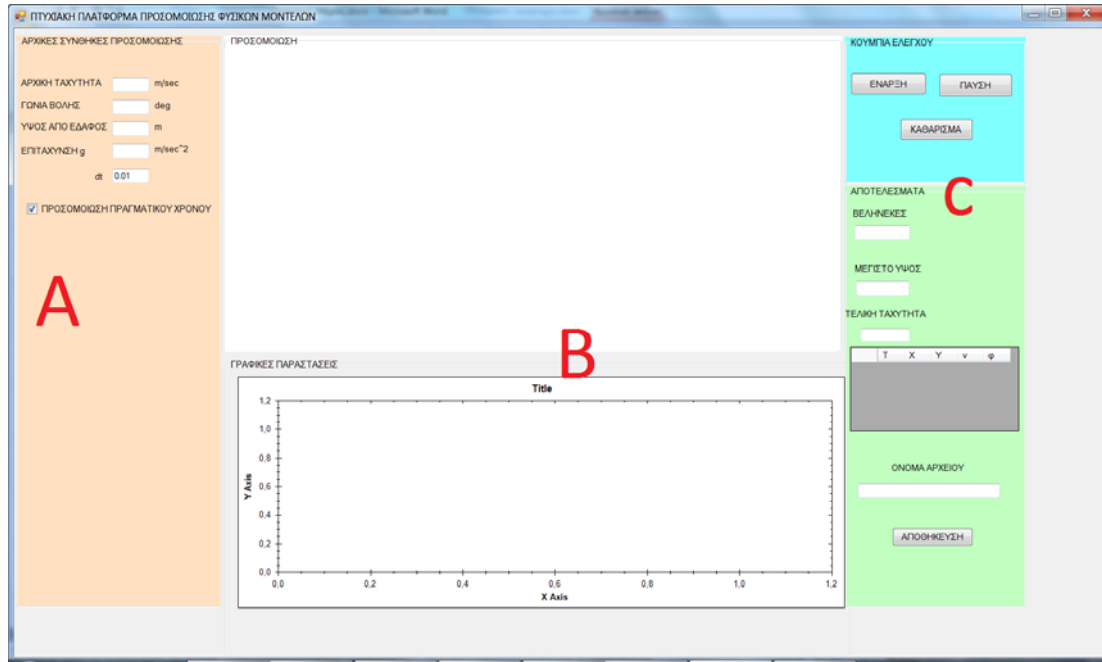 ΠΤΥΧΙΑΚΗ ΠΛΑΤΦΟΡΜΑ ΠΡΟΣΟΜΟΙΩΣΗΣ ΦΥΣΙΚΩΝ ΜΟΝΤΕΛΩΝ
ΑΡΧΙΚΕΣ ΣΥΝΘΗΚΕΣ ΠΡΟΣΟΜΟΙΩΣΗΣ
ΑΡΧΙΚΗ ΤΑΧΥΤΗΤΑ m/sec
ΓΩΝΙΑ ΒΟΛΗΣ deg
ΥΨΟΣ ΑΠΟ ΕΔΑΦΟΣ m
ΕΠΙΤΑΧΥΝΣΗ g m/sec^2
dt 0.01
ΠΡΟΣΟΜΟΙΩΣΗ ΠΡΑΓΜΑΤΙΚΟΥ ΧΡΟΝΟΥ
A
ΠΡΟΣΟΜΟΙΩΣΗ
B
ΓΡΑΦΙΚΕΣ ΠΑΡΑΣΤΑΣΕΙΣ
Title
1,2
1,0
0,8
0,6
0,4
0,2
0,0
Y Axis
0,0 0,2 0,4 0,6 0,8 1,0 1,2
X Axis
ΚΟΥΜΠΙΑ ΕΛΕΓΧΟΥ
ΕΝΑΡΞΗ ΠΑΥΣΗ
ΚΑΘΑΡΙΣΜΑ
C
ΑΠΟΤΕΛΕΣΜΑΤΑ
ΒΕΛΗΝΕΚΕΣ
ΜΕΓΙΣΤΟ ΥΨΟΣ
ΤΕΛΙΚΗ ΤΑΧΥΤΗΤΑ
T X Y v φ
ΟΝΟΜΑ ΑΡΧΕΙΟΥ
ΑΠΟΘΗΚΕΥΣΗ